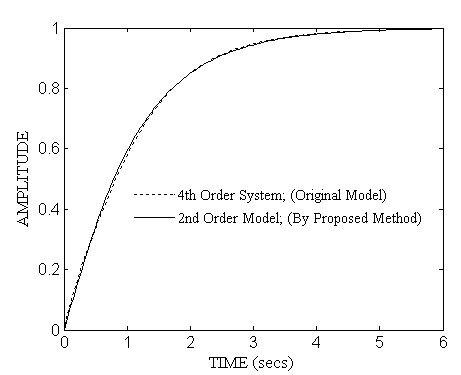 1
0.8
0.6
0.4
0.2
0
AMPLITUDE
4th Order System; (Original Model)
2nd Order Model; (By Proposed Method)
0 1 2 3 4 5 6
TIME (secs)